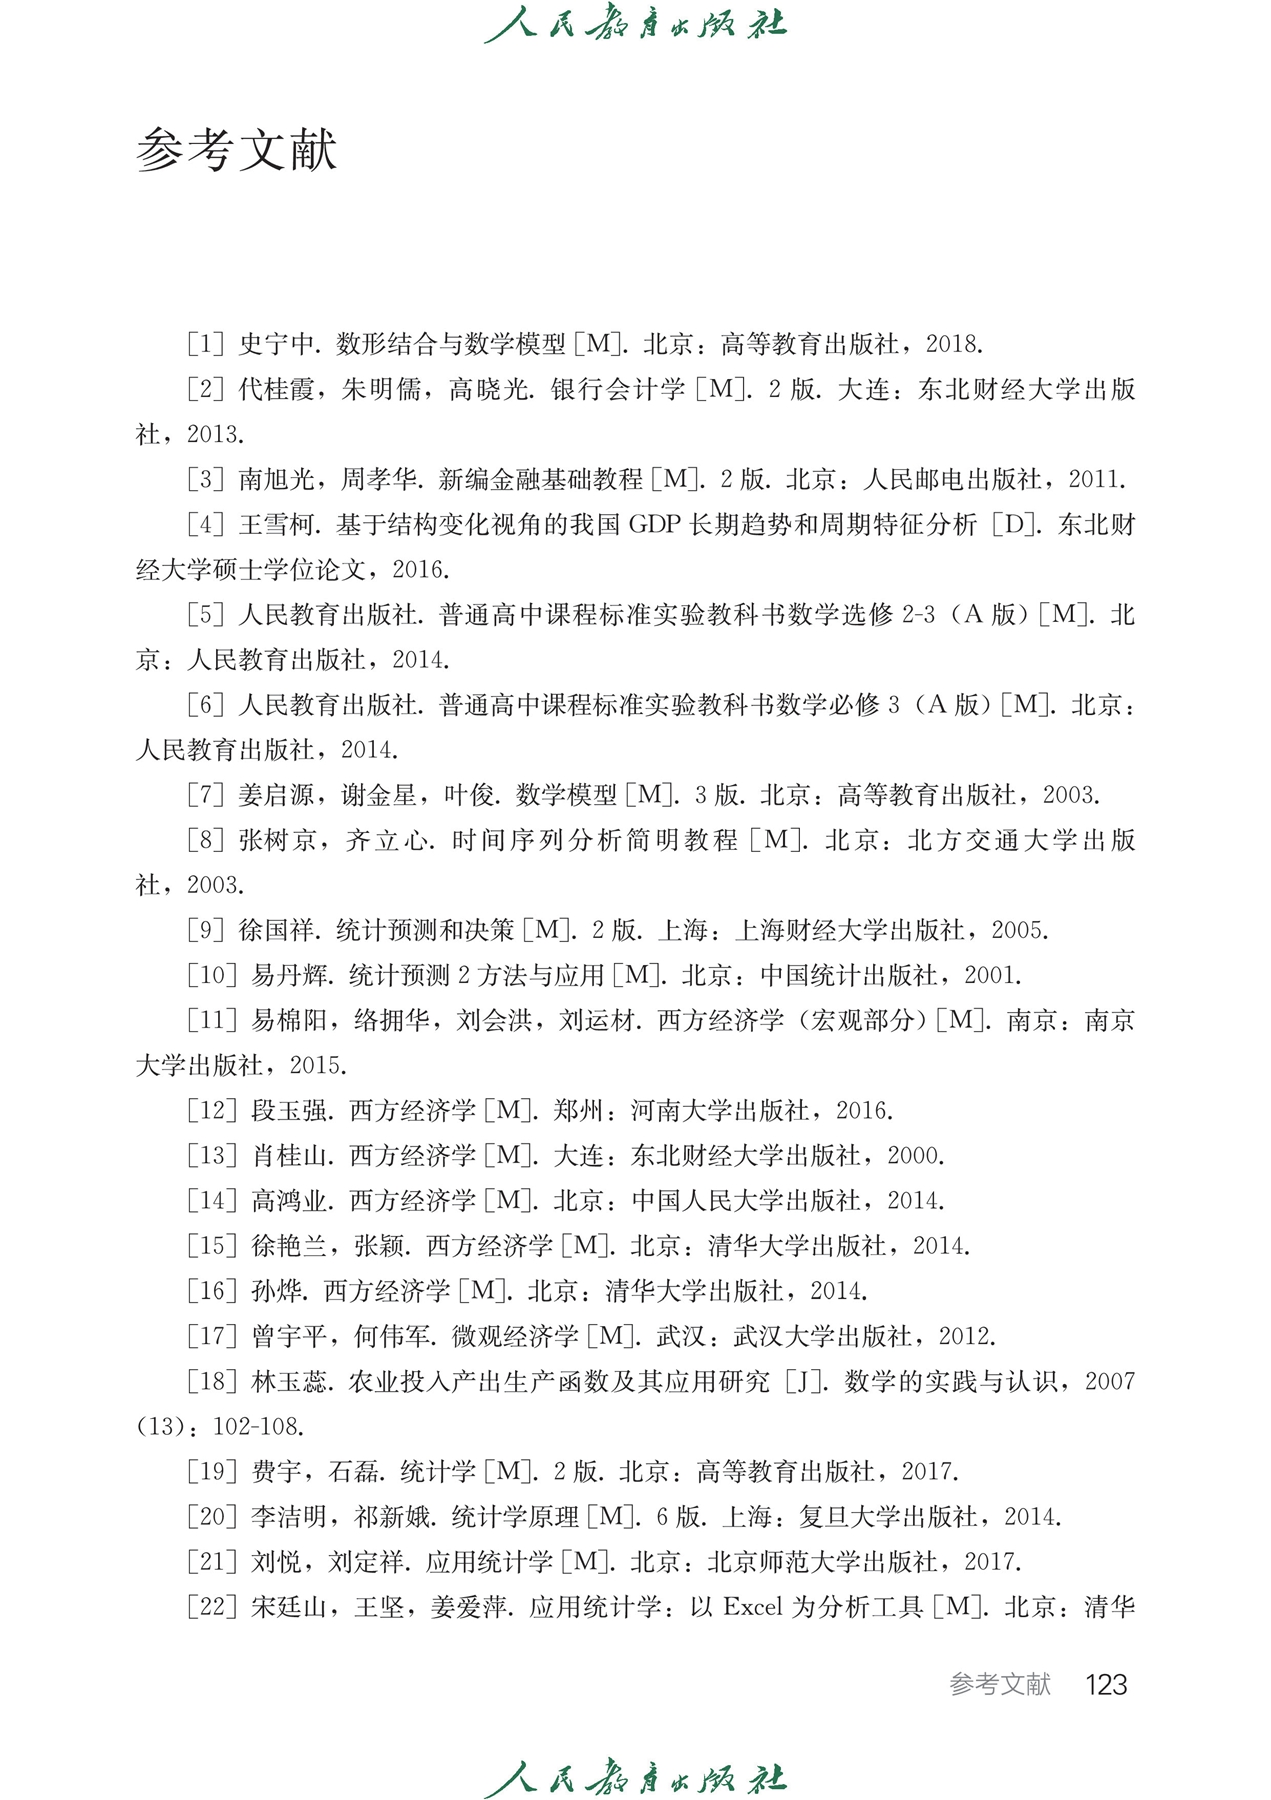 人民教育出版社
参考文献
[1] 史宁中. 数形结合与数学模型[M]. 北京：高等教育出版社，2018.
[2] 代桂霞，朱明儒，高晓光. 银行会计学[M]. 2 版. 大连：东北财经大学出版
社，2013.
[3] 南旭光，周孝华. 新编金融基础教程[M]. 2 版. 北京：人民邮电出版社，2011.
[4] 王雪柯. 基于结构变化视角的我国 GDP 长期趋势和周期特征分析 [D]. 东北财
经大学硕士学位论文，2016.
[5] 人民教育出版社. 普通高中课程标准实验教科书数学选修 2-3（A 版）[M]. 北
京：人民教育出版社，2014.
[6] 人民教育出版社. 普通高中课程标准实验教科书数学必修 3（A 版）[M]. 北京：
人民教育出版社，2014.
[7] 姜启源，谢金星，叶俊. 数学模型[M]. 3 版. 北京：高等教育出版社，2003.
[8] 张树京，齐立心. 时间序列分析简明教程[M]. 北京：北方交通大学出版
社，2003.
[9] 徐国祥. 统计预测和决策[M]. 2 版. 上海：上海财经大学出版社，2005.
[10] 易丹辉. 统计预测 2 方法与应用[M]. 北京：中国统计出版社，2001.
[11] 易棉阳，络拥华，刘会洪，刘运材. 西方经济学（宏观部分）[M]. 南京：南京
大学出版社，2015.
[12] 段玉强. 西方经济学[M]. 郑州：河南大学出版社，2016.
[13] 肖桂山. 西方经济学[M]. 大连：东北财经大学出版社，2000.
[14] 高鸿业. 西方经济学[M]. 北京：中国人民大学出版社，2014.
[15] 徐艳兰，张颖. 西方经济学[M]. 北京：清华大学出版社，2014.
[16] 孙烨. 西方经济学[M]. 北京：清华大学出版社，2014.
[17] 曾宇平，何伟军. 微观经济学[M]. 武汉：武汉大学出版社，2012.
[18] 林玉蕊. 农业投入产出生产函数及其应用研究 [J]. 数学的实践与认识，2007
(13)：102-108.
[19] 费宇，石磊. 统计学[M]. 2 版. 北京：高等教育出版社，2017.
[20] 李洁明，祁新娥. 统计学原理[M]. 6 版. 上海：复旦大学出版社，2014.
[21] 刘悦，刘定祥. 应用统计学[M]. 北京：北京师范大学出版社，2017.
[22] 宋廷山，王坚，姜爱萍. 应用统计学：以 Excel 为分析工具[M]. 北京：清华
参考文献 123
人民教育出版社